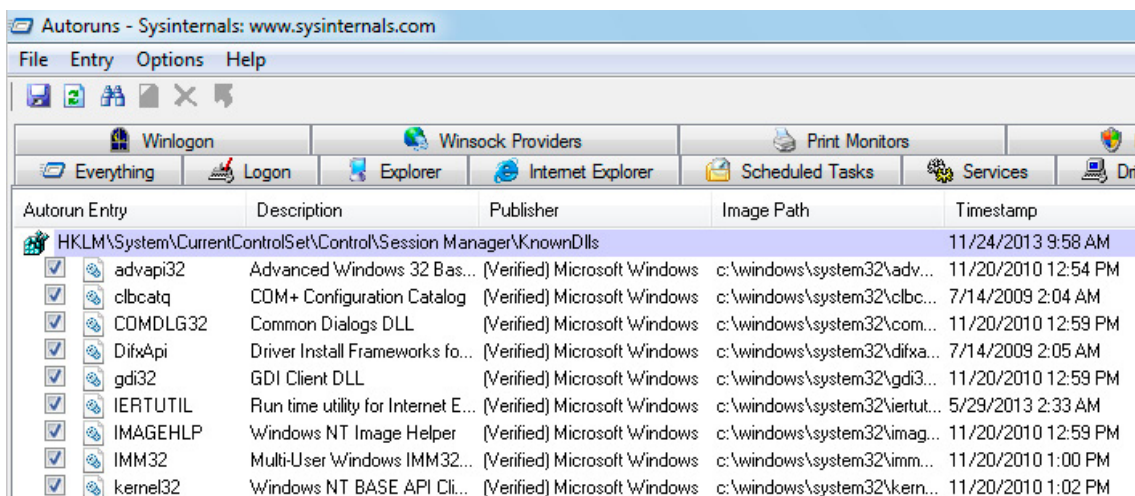 Autoruns - Sysinternals: www.sysinternals.com
File Entry Options Help
Winlogon Winsock Providers Print Monitors
Everything Logon Explorer Internet Explorer Scheduled Tasks Services Dr
Autorun Entry Description Publisher Image Path Timestamp
HKLM\System\CurrentControlSet\Control\Session Manager\KnownDlls 11/24/2013 9:58 AM
advapi32 Advanced Windows 32 Bas... (Verified) Microsoft Windows c:\windows\system32\adv... 11/20/2010 12:54 PM
clbcatq COM+ Configuration Catalog (Verified) Microsoft Windows c:\windows\system32\clbc... 7/14/2009 2:04 AM
COMDLG32 Common Dialogs DLL (Verified) Microsoft Windows c:\windows\system32\com... 11/20/2010 12:59 PM
DifxApi Driver Install Frameworks fo... (Verified) Microsoft Windows c:\windows\system32\difxa... 7/14/2009 2:05 AM
gdi32 GDI Client DLL (Verified) Microsoft Windows c:\windows\system32\gdi3... 11/20/2010 12:59 PM
IERTUTIL Run time utility for Internet E... (Verified) Microsoft Windows c:\windows\system32\iertut... 5/29/2013 2:33 AM
IMAGEHLP Windows NT Image Helper (Verified) Microsoft Windows c:\windows\system32\imag... 11/20/2010 12:59 PM
IMM32 Multi-User Windows IMM32... (Verified) Microsoft Windows c:\windows\system32\imm... 11/20/2010 1:00 PM
kernel32 Windows NT BASE API Cli... (Verified) Microsoft Windows c:\windows\system32\kern... 11/20/2010 1:02 PM